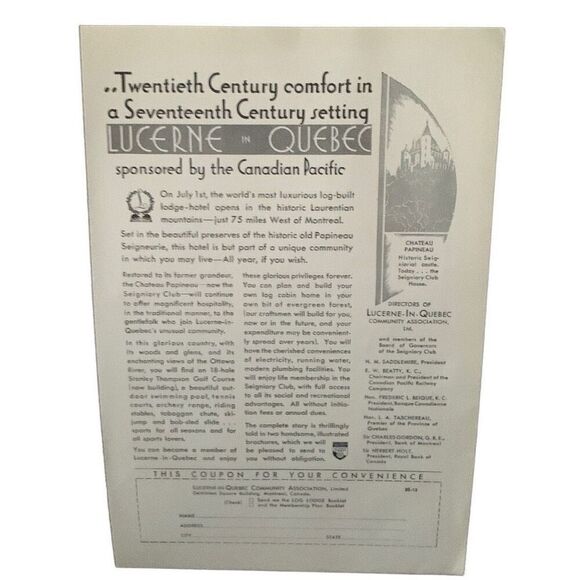 ..Twentieth Century comfort in
a Seventeenth Century setting
LUCERNE IN QUEBEC
sponsored by the Canadian Pacific
On July 1st, the world's most luxurious log-built
lodge-hotel opens in the historic Laurentian
mountains—just 75 miles West of Montreal.
Set in the beautiful preserves of the historic old Papineau
Seigneurie, this hotel is but part of a unique community
in which you may live—All year, if you wish.
Restored to its former grandeur,
the Chateau Papineau—now the
Seigniory Club—will continue
to offer magnificent hospitality,
in the traditional manner, to the
gentlefolk who join Lucerne-in-
Quebec's unusual community.
In this glorious country, with
its woods and glens, and its
enchanting views of the Ottawa
River, you will find an 18-hole
Stanley Thompson Golf Course
(now building), a beautiful out-
door swimming pool, tennis
courts, archery range, riding
stables, toboggan chute, ski-
jump and bob-sled slide...
sports for all seasons and for
all sports lovers.
You can become a member of
Lucerne-in-Quebec and enjoy
these glorious privileges forever.
You can plan and build your
own log cabin home in your
own bit of evergreen forest,
(our craftsmen will build for you,
now or in the future, and your
expenditure may be convenient-
ly spread over years). You will
have the cherished conveniences
of electricity, running water,
modern plumbing facilities. You
will enjoy life membership in the
Seigniory Club, with full access
to all its social and recreational
advantages. All without initia-
tion fees or annual dues.
The complete story is thrillingly
told in two handsome, illustrated
brochures, which we will
be pleased to send to
you without obligation.
CHATEAU
PAPINEAU
Historic Seig-
niorial castle.
Today... the
Seigniory Club
House.
DIRECTORS OF
LUCERNE-IN-QUEBEC
COMMUNITY ASSOCIATION,
LTD.
and members of the
Board of Governors
of the Seigniory Club
H. M. SADDLEMIRE, President
E. W. BEATTY, K. C.,
Chairman and President of the
Canadian Pacific Railway
Company
Hon. FREDERIC L. BEIQUE, K. C.
President, Banque Canadienne
Nationale
Hon. L. A. TASCHEREAU,
Premier of the Province of
Quebec
Sir CHARLES GORDON, G. B. E.,
President, Bank of Montreal
Sir HERBERT HOLT,
President, Royal Bank of
Canada
THIS COUPON FOR YOUR CONVENIENCE
LUCERNE-IN-QUEBEC COMMUNITY ASSOCIATION, Limited
Dominion Square Building, Montreal, Canada.
(Check) Send me the LOG LODGE Booklet
and the Membership Plan Booklet
NAME
ADDRESS
CITY STATE